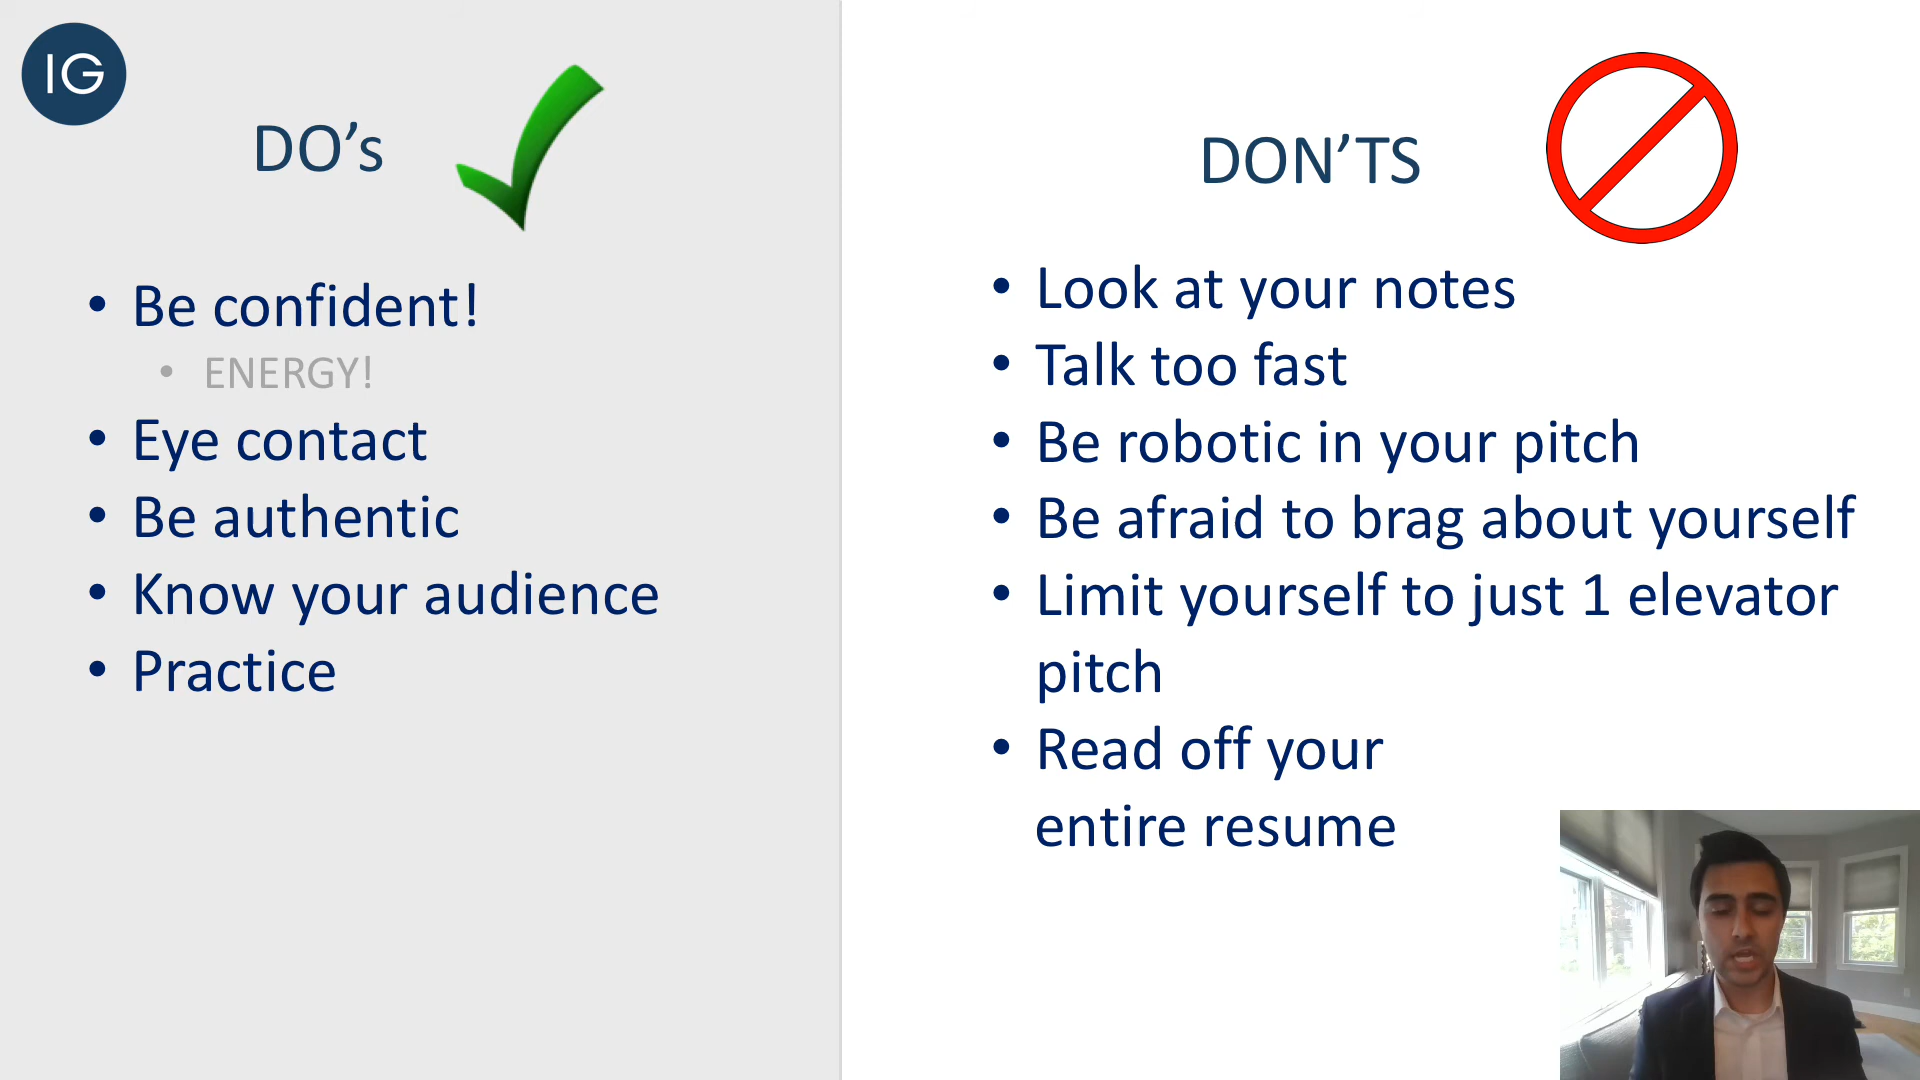 IG
DO’s
• Be confident!
• ENERGY!
• Eye contact
• Be authentic
• Know your audience
• Practice
DON’TS
• Look at your notes
• Talk too fast
• Be robotic in your pitch
• Be afraid to brag about yourself
• Limit yourself to just 1 elevator
pitch
• Read off your
entire resume